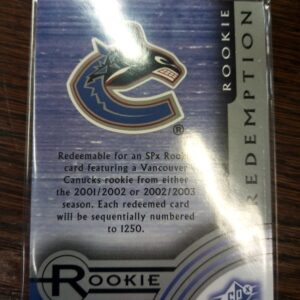 ROOKIE
REDEMPTION
®
Redeemable for an SPx Rookie
card featuring a Vancouver
Canucks rookie from either
the 2001/2002 or 2002/2003
season. Each redeemed card
will be sequentially numbered
to 1250.
ROOKIE
SPx